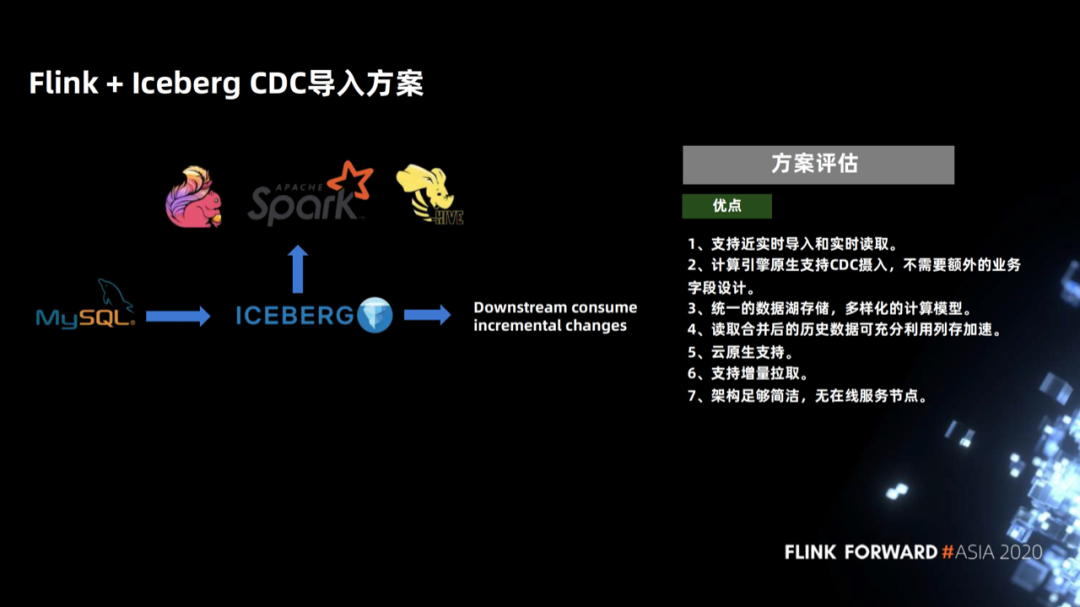 Flink + Iceberg CDC导入方案
方案评估
优点
APACHE
Spark
HIVE
1、支持近实时导入和实时读取。
2、计算引擎原生支持CDC摄入，不需要额外的业务
字段设计。
3、统一的数据湖存储，多样化的计算模型。
4、读取合并后的历史数据可充分利用列存加速。
5、云原生支持。
6、支持增量拉取。
7、架构足够简洁，无在线服务节点。
MySQL
ICEBERG
Downstream consume
incremental changes
FLINK FORWARD #ASIA 2020